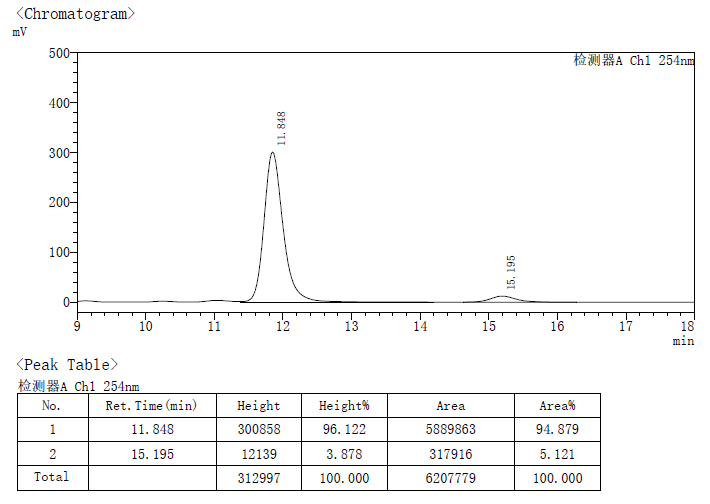 <Chromatogram>
mV
检测器A Ch1 254nm
500
400
300
200
100
0
11.848
15.195
9 10 11 12 13 14 15 16 17 18
min
<Peak Table>
检测器A Ch1 254nm
No. Ret.Time(min) Height Height% Area Area%
1 11.848 300858 96.122 5889863 94.879
2 15.195 12139 3.878 317916 5.121
Total 312997 100.000 6207779 100.000